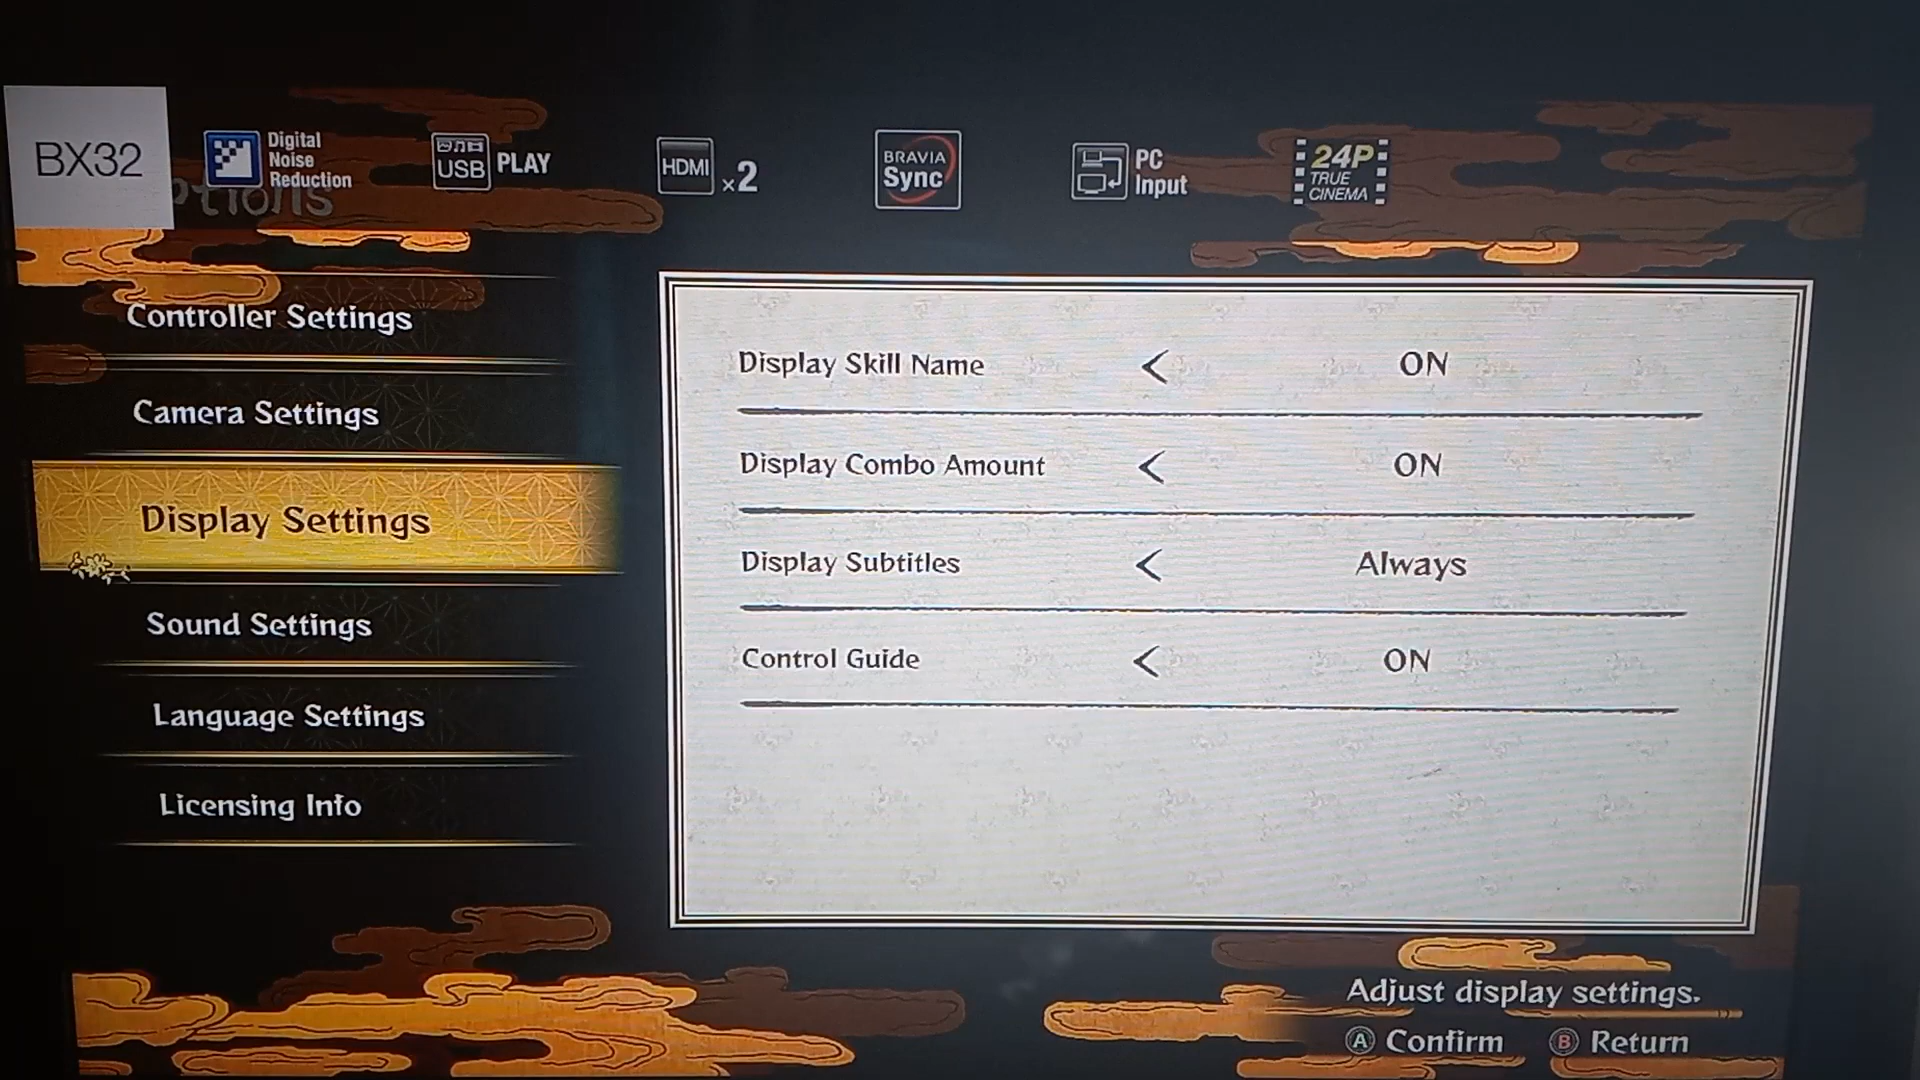 BX32
Digital
Noise
Reduction
USB PLAY
HDMI x2
BRAVIA
Sync
PC
Input
24P
TRUE
CINEMA
ptions
Controller Settings
Camera Settings
Display Settings
Sound Settings
Language Settings
Licensing Info
Display Skill Name < ON
Display Combo Amount < ON
Display Subtitles < Always
Control Guide < ON
Adjust display settings.
A Confirm B Return